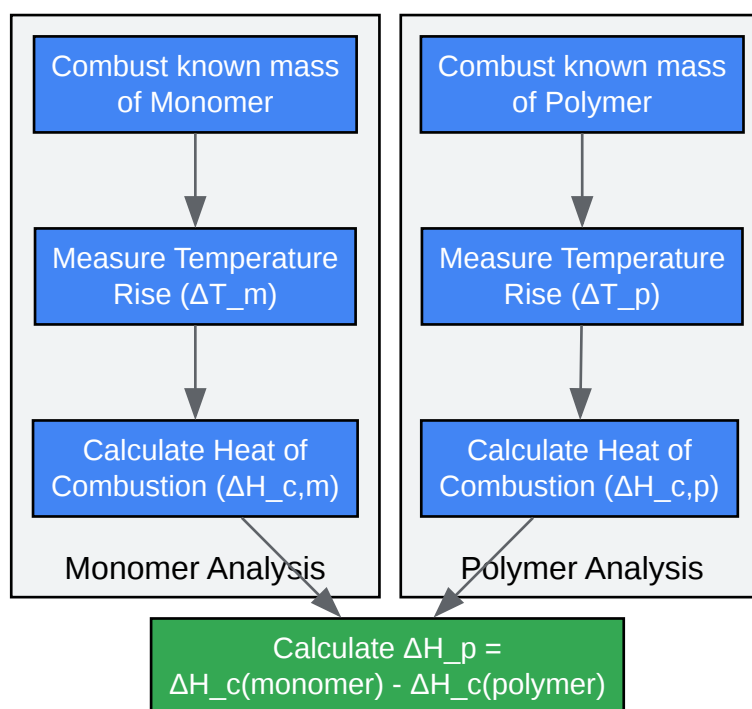 Combust known mass
of Monomer
Measure Temperature
Rise (ΔT_m)
Calculate Heat of
Combustion (ΔH_c,m)
Monomer Analysis
Combust known mass
of Polymer
Measure Temperature
Rise (ΔT_p)
Calculate Heat of
Combustion (ΔH_c,p)
Polymer Analysis
Calculate ΔH_p =
ΔH_c(monomer) - ΔH_c(polymer)